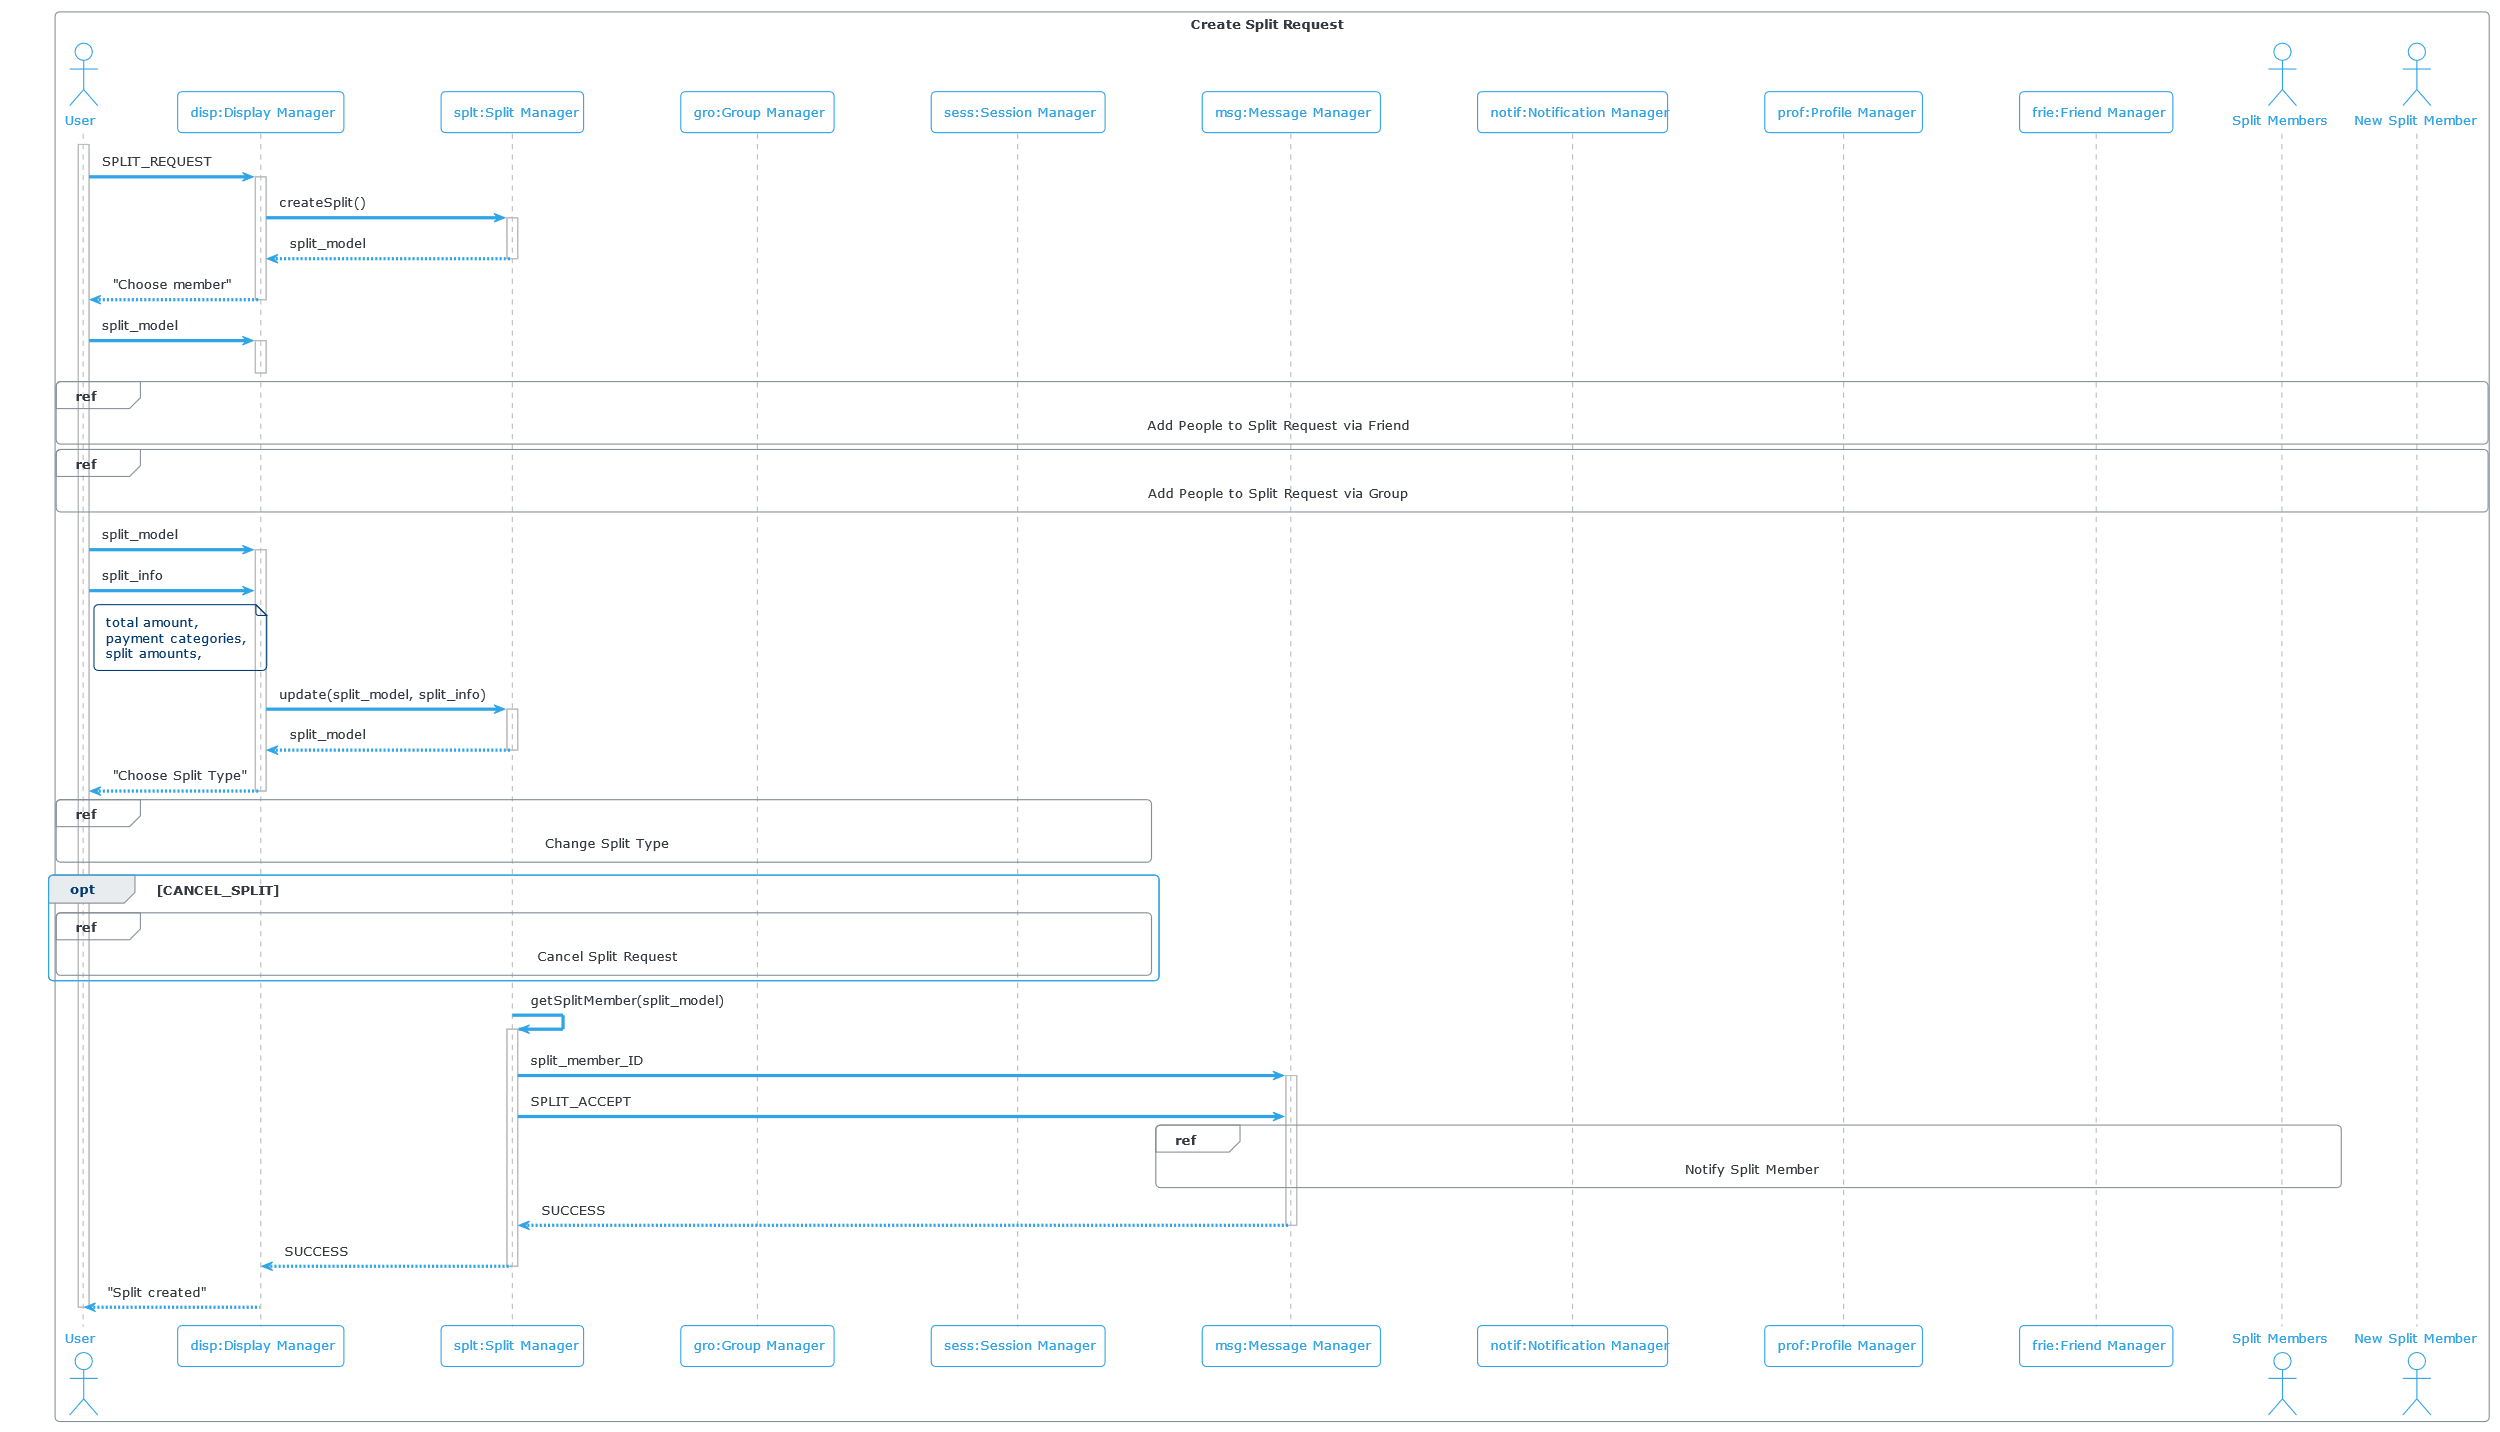 Create Split Request
User
disp:Display Manager
splt:Split Manager
gro:Group Manager
sess:Session Manager
msg:Message Manager
notif:Notification Manager
prof:Profile Manager
frie:Friend Manager
Split Members
New Split Member
SPLIT_REQUEST
createSplit()
split_model
"Choose member"
split_model
ref
Add People to Split Request via Friend
ref
Add People to Split Request via Group
split_model
split_info
total amount,
payment categories,
split amounts,
update(split_model, split_info)
split_model
"Choose Split Type"
ref
Change Split Type
opt
[CANCEL_SPLIT]
ref
Cancel Split Request
getSplitMember(split_model)
split_member_ID
SPLIT_ACCEPT
ref
Notify Split Member
SUCCESS
SUCCESS
"Split created"
User
disp:Display Manager
splt:Split Manager
gro:Group Manager
sess:Session Manager
msg:Message Manager
notif:Notification Manager
prof:Profile Manager
frie:Friend Manager
Split Members
New Split Member